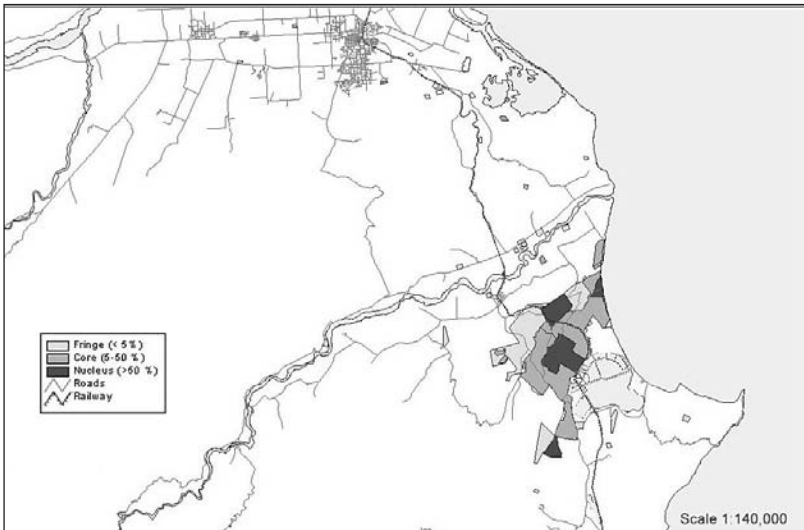 Fringe (< 5%)
Core (5-50 %)
Nucleus (>50 %)
Roads
Railway
Scale 1:140,000